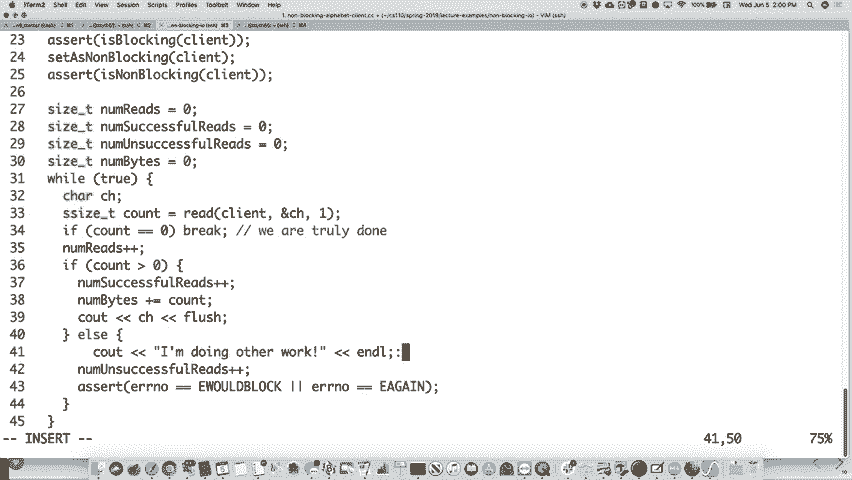 iTerm2 Shell Edit View Session Scripts Profiles Toolbelt Window Help
100% Wed Jun 5 2:00 PM
1. non-blocking-alphabet-client.cc + (~/cs110/spring-2019/lecture-examples/non-blocking-io) - VIM (ssh)
23 assert(isBlocking(client));
24 setAsNonBlocking(client);
25 assert(isNonBlocking(client));
26
27 size_t numReads = 0;
28 size_t numSuccessfulReads = 0;
29 size_t numUnsuccessfulReads = 0;
30 size_t numBytes = 0;
31 while (true) {
32 char ch;
33 ssize_t count = read(client, &ch, 1);
34 if (count == 0) break; // we are truly done
35 numReads++;
36 if (count > 0) {
37 numSuccessfulReads++;
38 numBytes += count;
39 cout << ch << flush;
40 } else {
41 cout << "I'm doing other work!" << endl;:
42 numUnsuccessfulReads++;
43 assert(errno == EWOULDBLOCK || errno == EAGAIN);
44 }
45 }
-- INSERT -- 41,50 75%